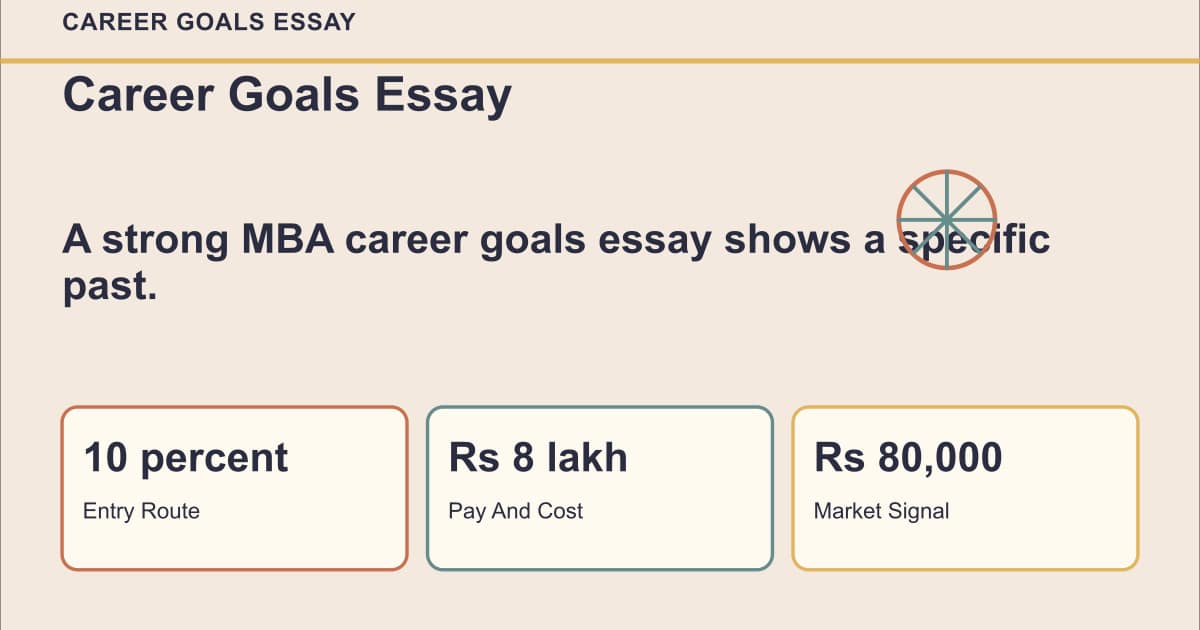 CAREER GOALS ESSAY
Career Goals Essay
A strong MBA career goals essay shows a specific
past.
10 percent
Entry Route
Rs 8 lakh
Pay And Cost
Rs 80,000
Market Signal